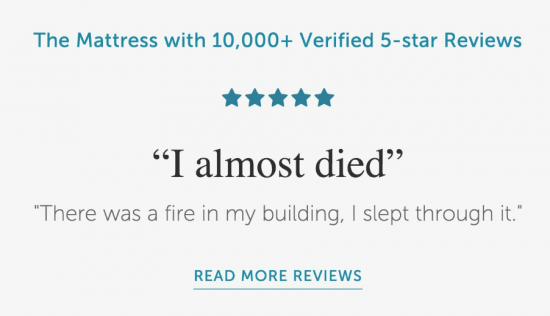 The Mattress with 10,000+ Verified 5-star Reviews
“I almost died”
"There was a fire in my building, I slept through it."
READ MORE REVIEWS